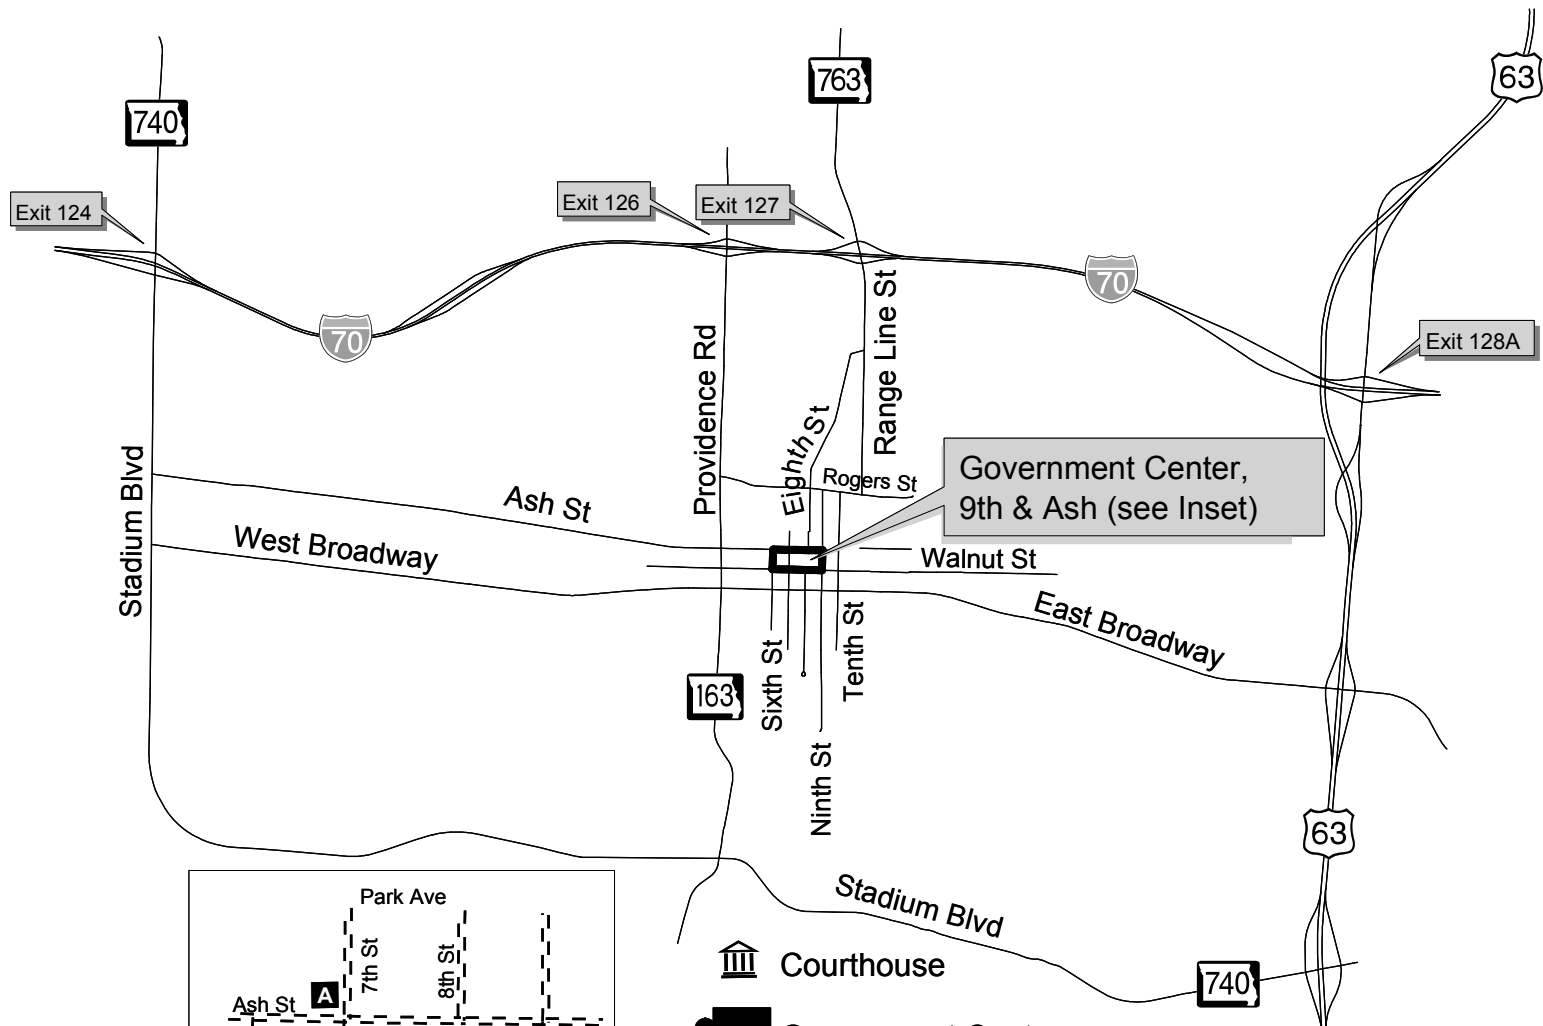 63
763
740
Exit 124
Exit 126
Exit 127
70
70
Exit 128A
Stadium Blvd
Providence Rd
Range Line St
Eighth St
Rogers St
Government Center,
9th & Ash (see Inset)
Ash St
West Broadway
Walnut St
East Broadway
163
Sixth St
Tenth St
Ninth St
63
Stadium Blvd
740
Park Ave
7th St
8th St
A
Ash St
Courthouse